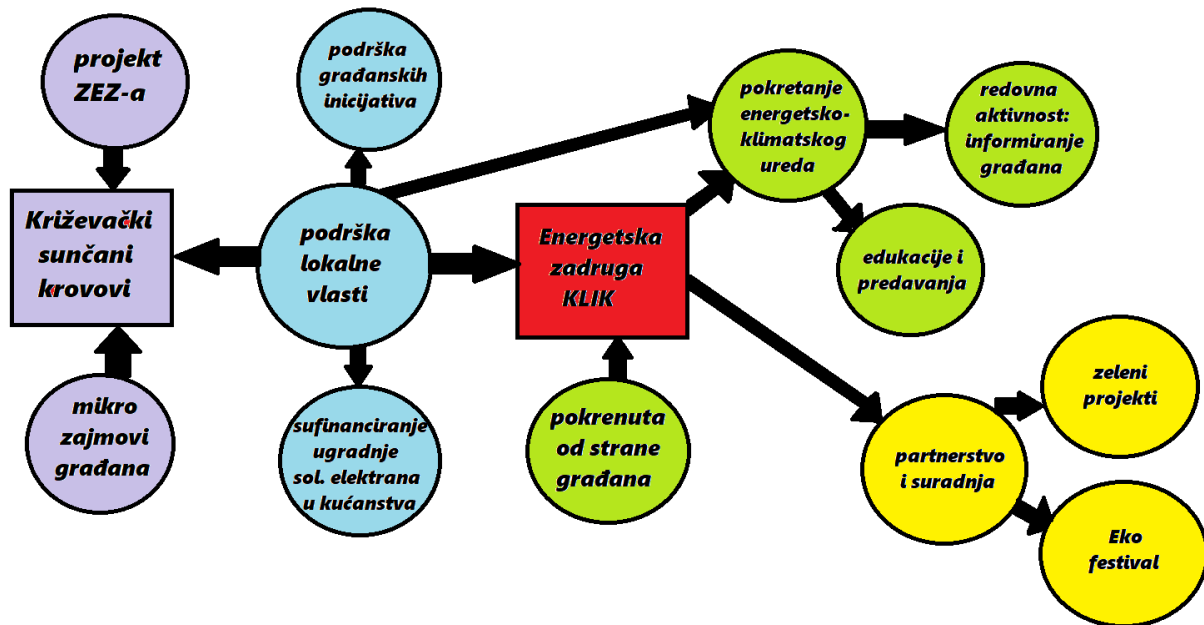 projekt
ZEZ-a
Križevački
sunčani
krovovi
mikro
zajmovi
građana
podrška
građanskih
inicijativa
podrška
lokalne
vlasti
sufinanciranje
ugradnje
sol. elektrana
u kućanstva
Energetska
zadruga
KLIK
pokrenuta
od strane
građana
pokretanje
energetsko-
klimatskog
ureda
redovna
aktivnost:
informiranje
građana
edukacije i
predavanja
partnerstvo
i suradnja
zeleni
projekti
Eko
festival